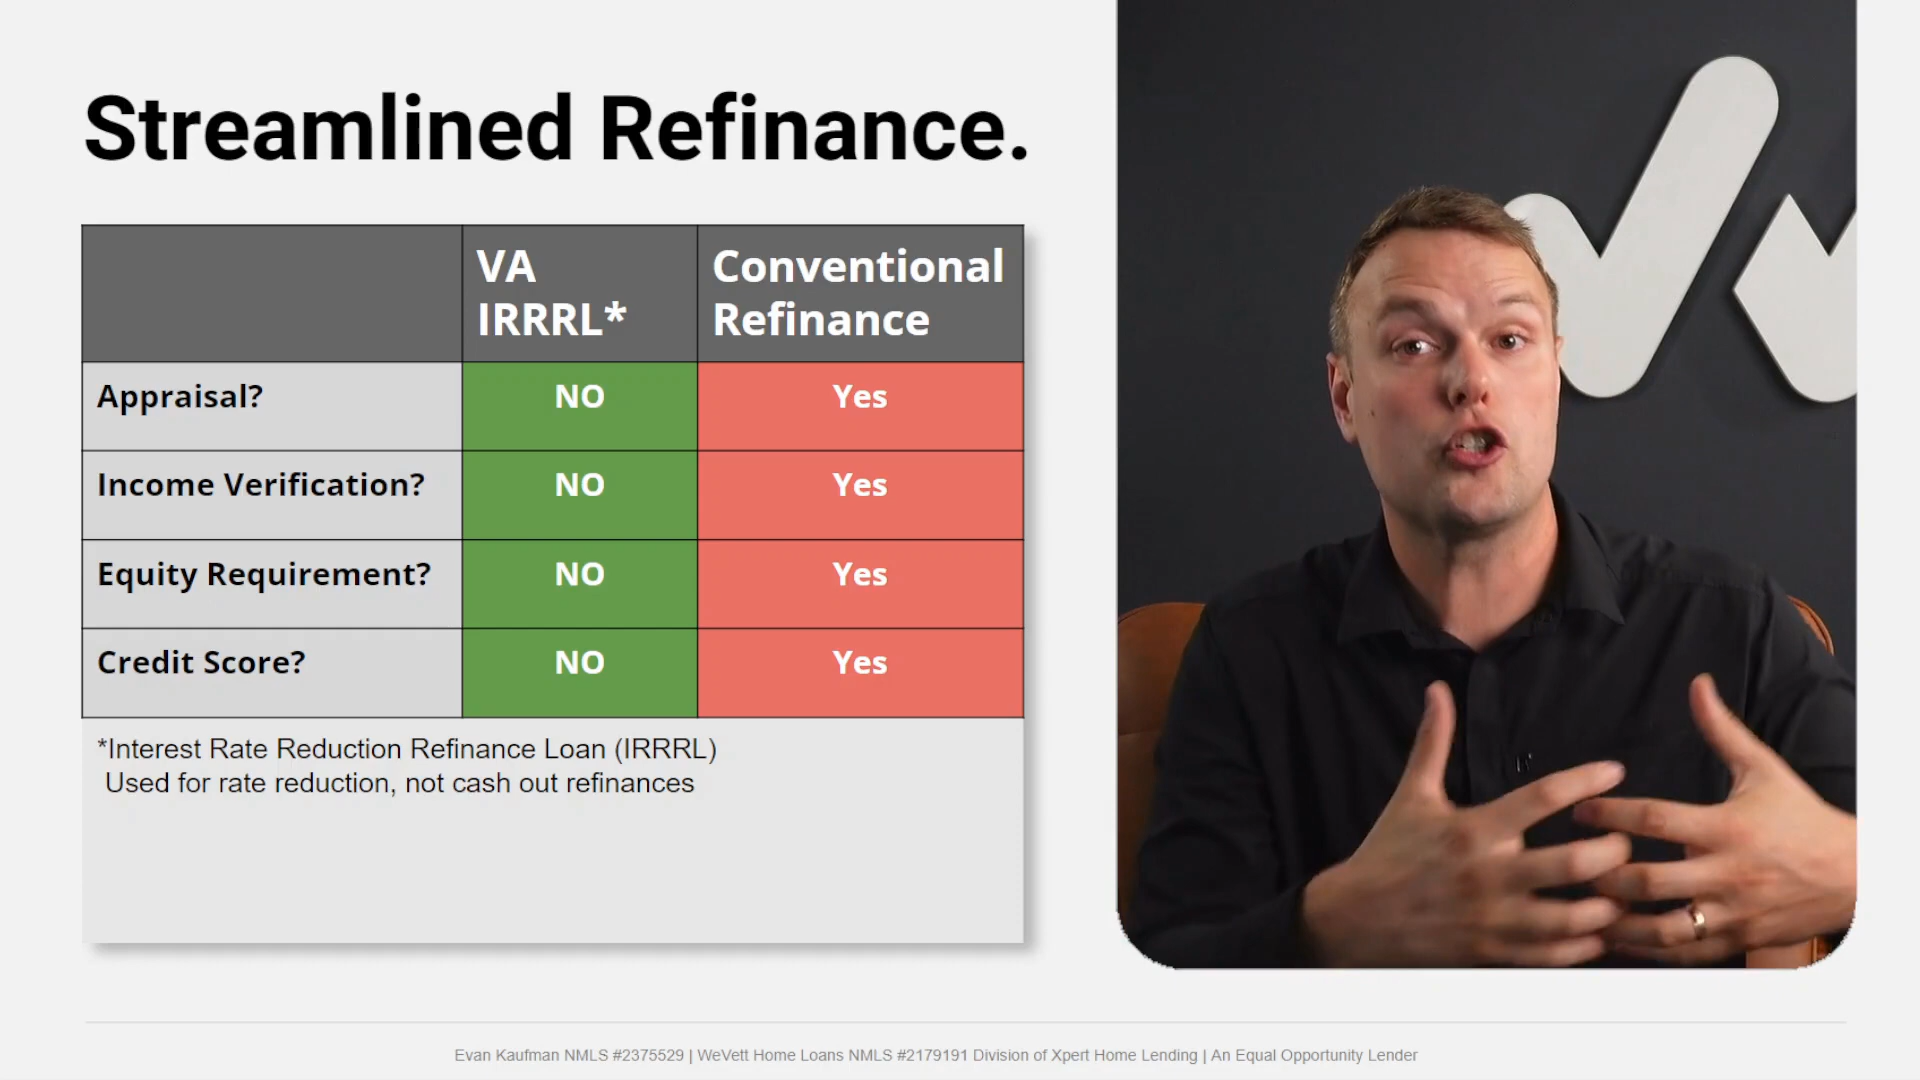 Streamlined Refinance.
VA
IRRRL*
Conventional
Refinance
Appraisal?
NO
Yes
Income Verification?
NO
Yes
Equity Requirement?
NO
Yes
Credit Score?
NO
Yes
*Interest Rate Reduction Refinance Loan (IRRRL)
Used for rate reduction, not cash out refinances
Evan Kaufman NMLS #2375529 | WeVett Home Loans NMLS #2179191 Division of Xpert Home Lending | An Equal Opportunity Lender